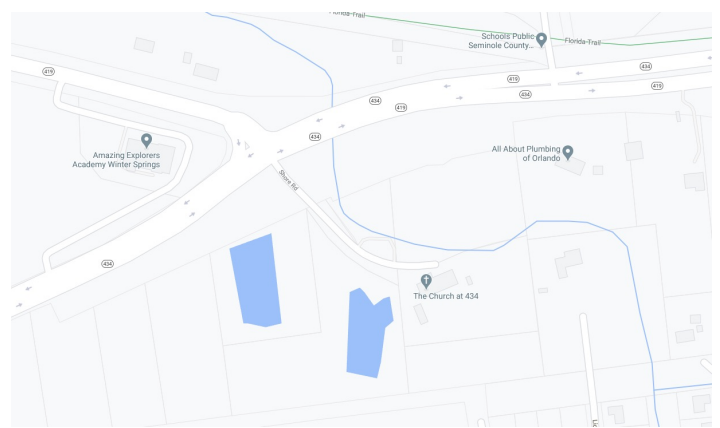 Florida Trail
Schools Public
Seminole County...
Florida Trail
419
434
419
434
419
434
434
419
434
Amazing Explorers
Academy Winter Springs
All About Plumbing
of Orlando
Shore Rd
434
The Church at 434